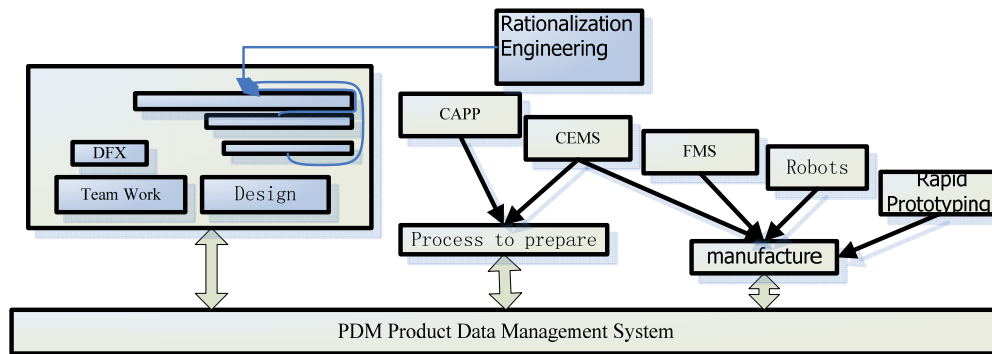 Rationalization
Engineering
CAPP
CEMS
FMS
Robots
Rapid
Prototyping
DFX
Team Work
Design
Process to prepare
manufacture
PDM Product Data Management System